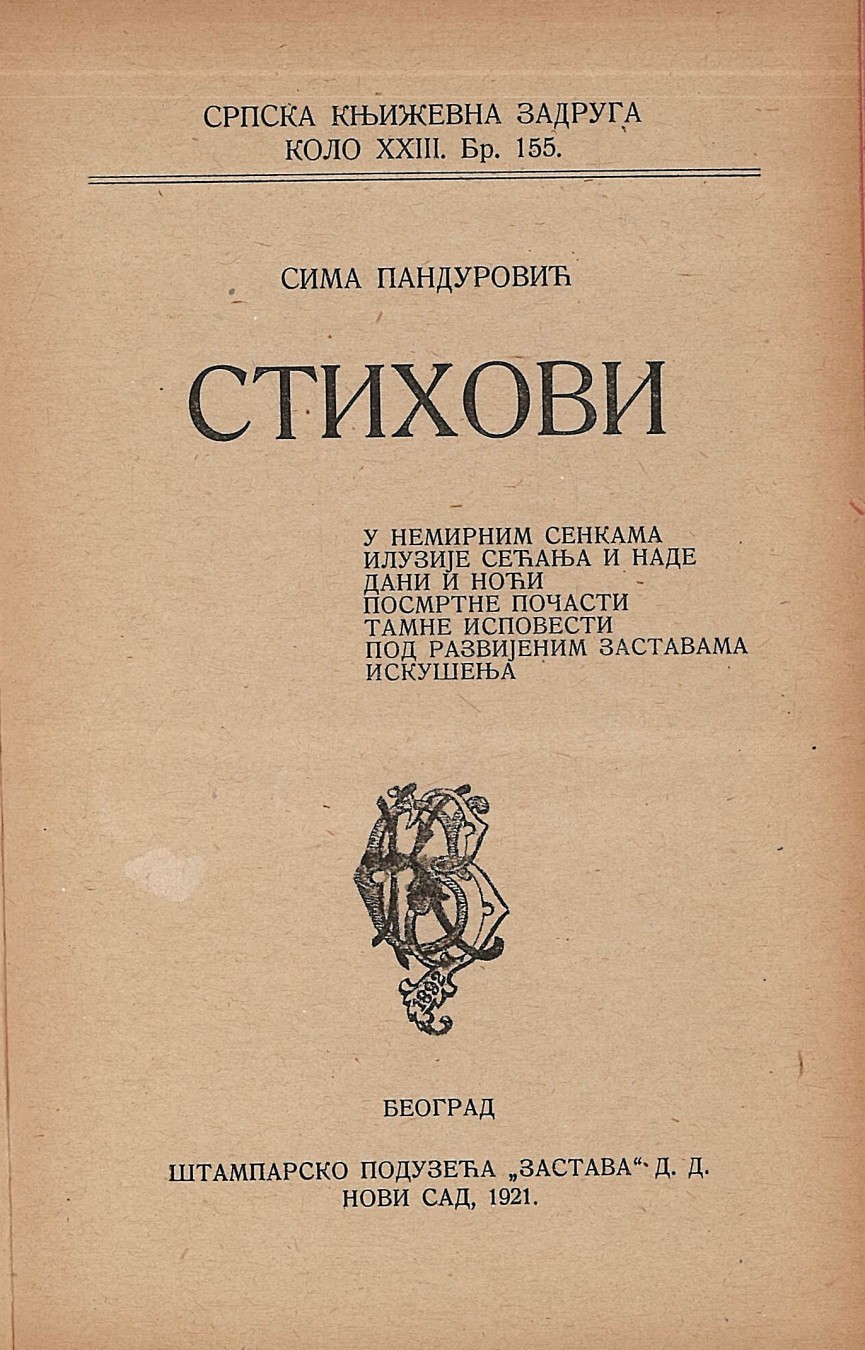 СРПСКА КЊИЖЕВНА ЗАДРУГА
КОЛО XXIII. Бр. 155.
СИМА ПАНДУРОВИЋ
СТИХОВИ
У НЕМИРНИМ СЕНКАМА
ИЛУЗИЈЕ СЕЋАЊА И НАДЕ
ДАНИ И НОЋИ
ПОСМРТНЕ ПОЧАСТИ
ТАМНЕ ИСПОВЕСТИ
ПОД РАЗВИЈЕНИМ ЗАСТАВАМА
ИСКУШЕЊА
1892
БЕОГРАД
ШТАМПАРСКО ПОДУЗЕЋА „ЗАСТАВА“ Д. Д.
НОВИ САД, 1921.